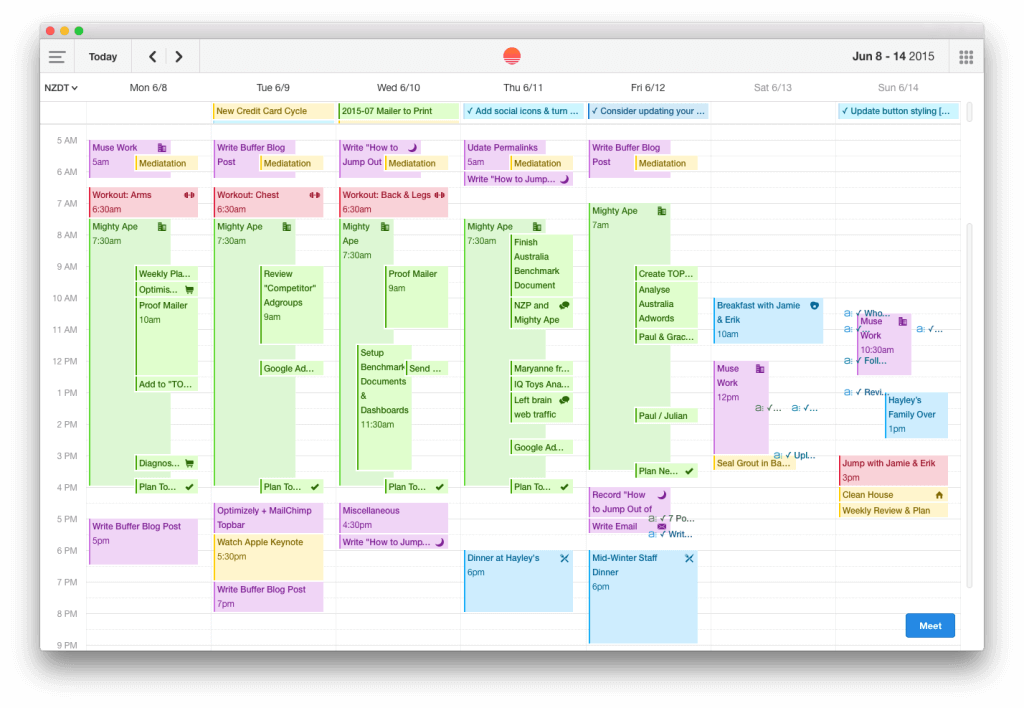 Today
Jun 8 - 14 2015
NZDT
Mon 6/8
Tue 6/9
Wed 6/10
Thu 6/11
Fri 6/12
Sat 6/13
Sun 6/14
New Credit Card Cycle
2015-07 Mailer to Print
✓ Add social icons & turn ...
✓ Consider updating your ...
✓ Update button styling [...
5 AM
6 AM
7 AM
8 AM
9 AM
10 AM
11 AM
12 PM
1 PM
2 PM
3 PM
4 PM
5 PM
6 PM
7 PM
8 PM
9 PM
Muse Work
5am
Mediatation
Workout: Arms
6:30am
Mighty Ape
7:30am
Weekly Pla...
Optimis...
Proof Mailer
10am
Add to "TO...
Diagnos...
Plan To...
Write Buffer Blog Post
5pm
Write Buffer Blog
Post
Mediatation
Workout: Chest
6:30am
Mighty Ape
7:30am
Review
"Competitor"
Adgroups
9am
Google Ad...
Plan To...
Optimizely + MailChimp
Topbar
Watch Apple Keynote
5:30pm
Write Buffer Blog Post
7pm
Write "How to
Jump Out
Mediatation
Workout: Back & Legs
6:30am
Mighty
Ape
7:30am
Proof Mailer
9am
Setup
Benchmark
Documents
&
Dashboards
11:30am
Send ...
Plan To...
Miscellaneous
4:30pm
Write "How to Jump...
Udate Permalinks
5am
Mediatation
Write "How to Jump...
Mighty Ape
7:30am
Finish
Australia
Benchmark
Document
NZP and
Mighty Ape
Maryanne fr...
IQ Toys Ana...
Left brain
web traffic
Google Ad...
Plan To...
Dinner at Hayley's
6pm
Write Buffer Blog
Post
Mediatation
Mighty Ape
7am
Create TOP...
Analyse
Australia
Adwords
Paul & Grac...
Paul / Julian
Plan Ne...
Record "How
to Jump Out of
✓ 7 Po...
Write Email
✓ Writ...
Mid-Winter Staff
Dinner
6pm
Breakfast with Jamie
& Erik
10am
Muse
Work
12pm
a: ✓...
a: ✓...
a: ✓ Upl...
Seal Grout in Ba...
a: ✓ Who...
a: ✓
Muse
Work
10:30am
a: ✓...
a: ✓ Foll...
a: ✓ Revi...
Hayley's
Family Over
1pm
Jump with Jamie & Erik
3pm
Clean House
Weekly Review & Plan
Meet